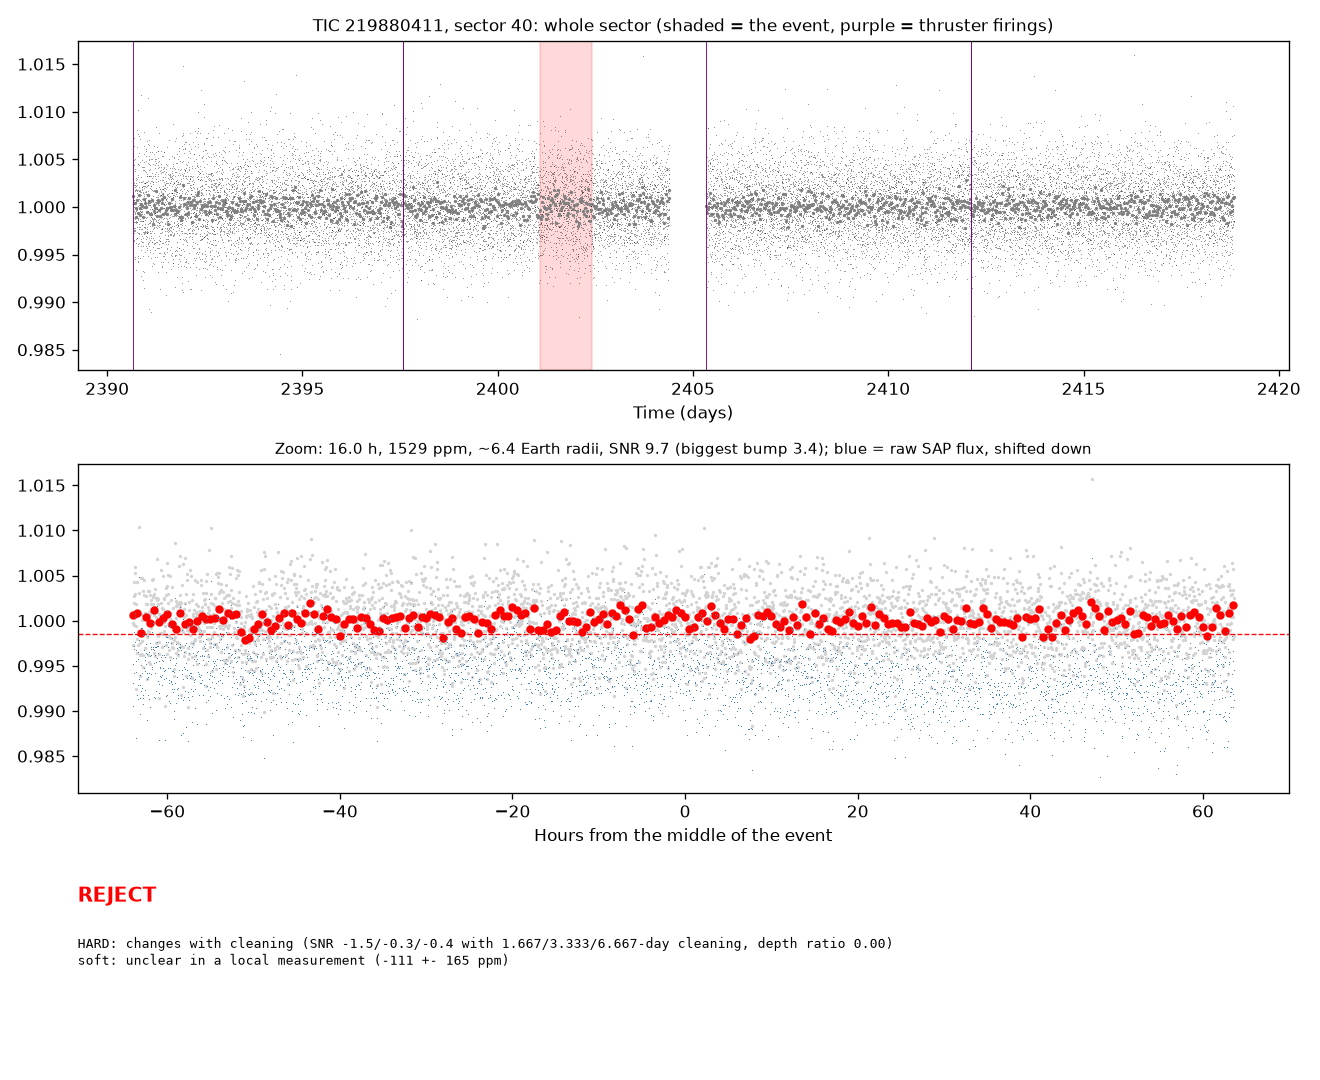 TIC 219880411, sector 40: whole sector (shaded = the event, purple = thruster firings)
1.015
1.010
1.005
1.000
0.995
0.990
0.985
2390 2395 2400 2405 2410 2415 2420
Time (days)
Zoom: 16.0 h, 1529 ppm, ~6.4 Earth radii, SNR 9.7 (biggest bump 3.4); blue = raw SAP flux, shifted down
1.015
1.010
1.005
1.000
0.995
0.990
0.985
−60 −40 −20 0 20 40 60
Hours from the middle of the event
REJECT
HARD: changes with cleaning (SNR -1.5/-0.3/-0.4 with 1.667/3.333/6.667-day cleaning, depth ratio 0.00)
soft: unclear in a local measurement (-111 +- 165 ppm)